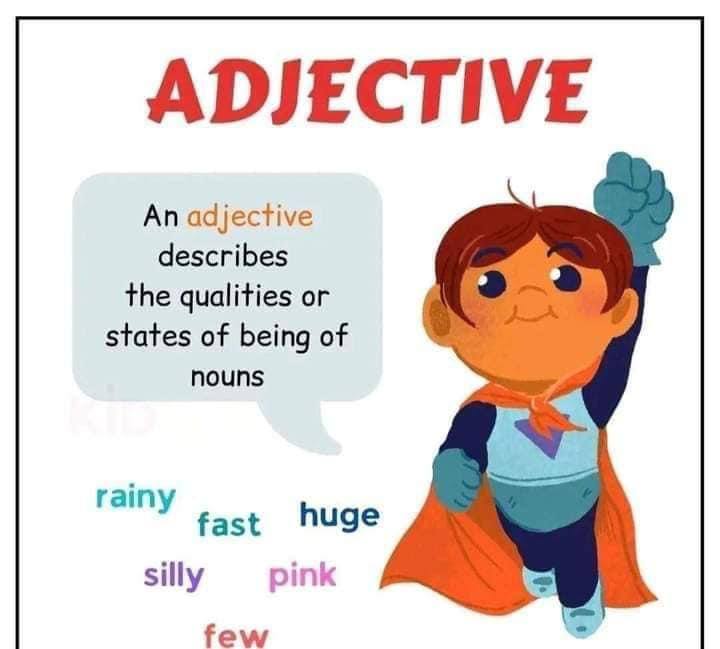 ADJECTIVE
An adjective
describes
the qualities or
states of being of
nouns
rainy
fast
huge
silly
pink
few